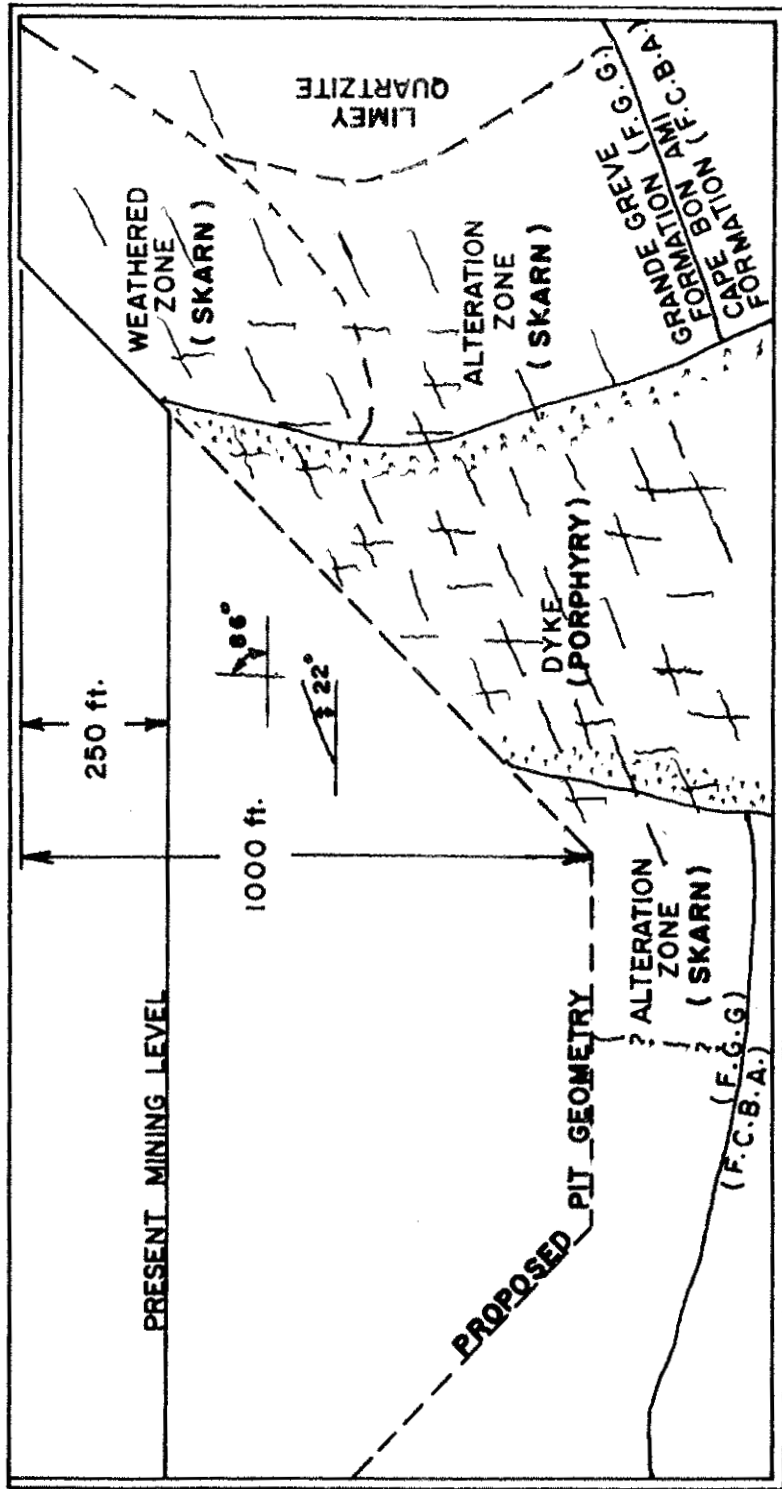 PRESENT MINING LEVEL
250 ft.
1000 ft.
86°
22°
WEATHERED
ZONE
(SKARN)
LIMEY
QUARTZITE
ALTERATION
ZONE
(SKARN)
DYKE
(PORPHYRY)
PROPOSED PIT GEOMETRY
? ALTERATION
ZONE
(SKARN)
?
(F.G.G)
(F.C.B.A.)
GRANDE GREVE
FORMATION (F.G.G.)
CAPE BON AMI
FORMATION (F.C.B.A.)